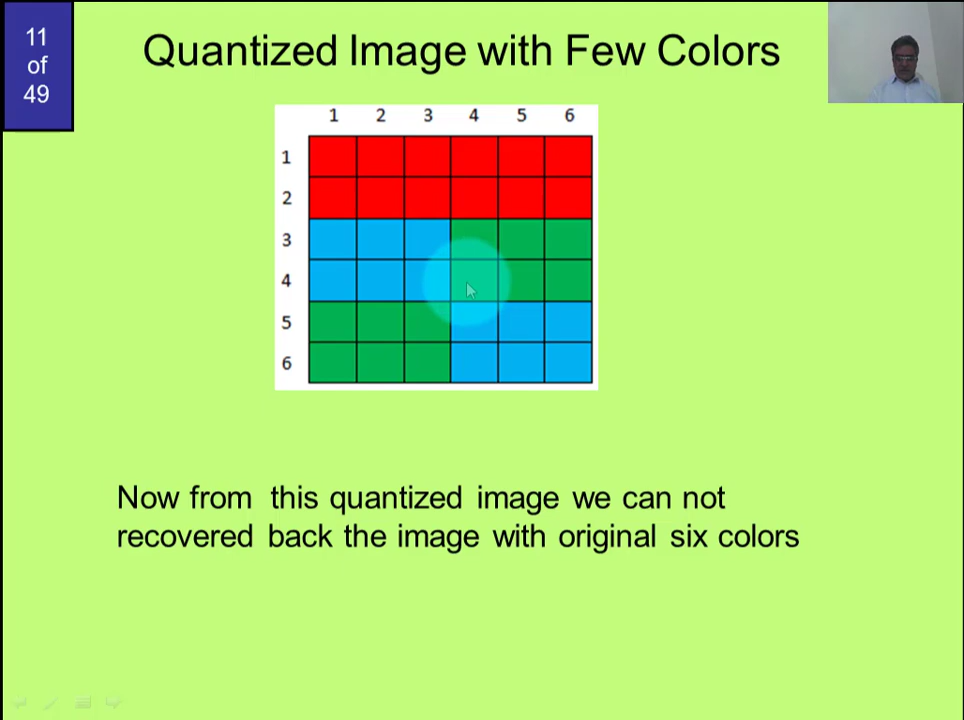 11
of
49
Quantized Image with Few Colors
1 2 3 4 5 6
1
2
3
4
5
6
Now from this quantized image we can not
recovered back the image with original six colors